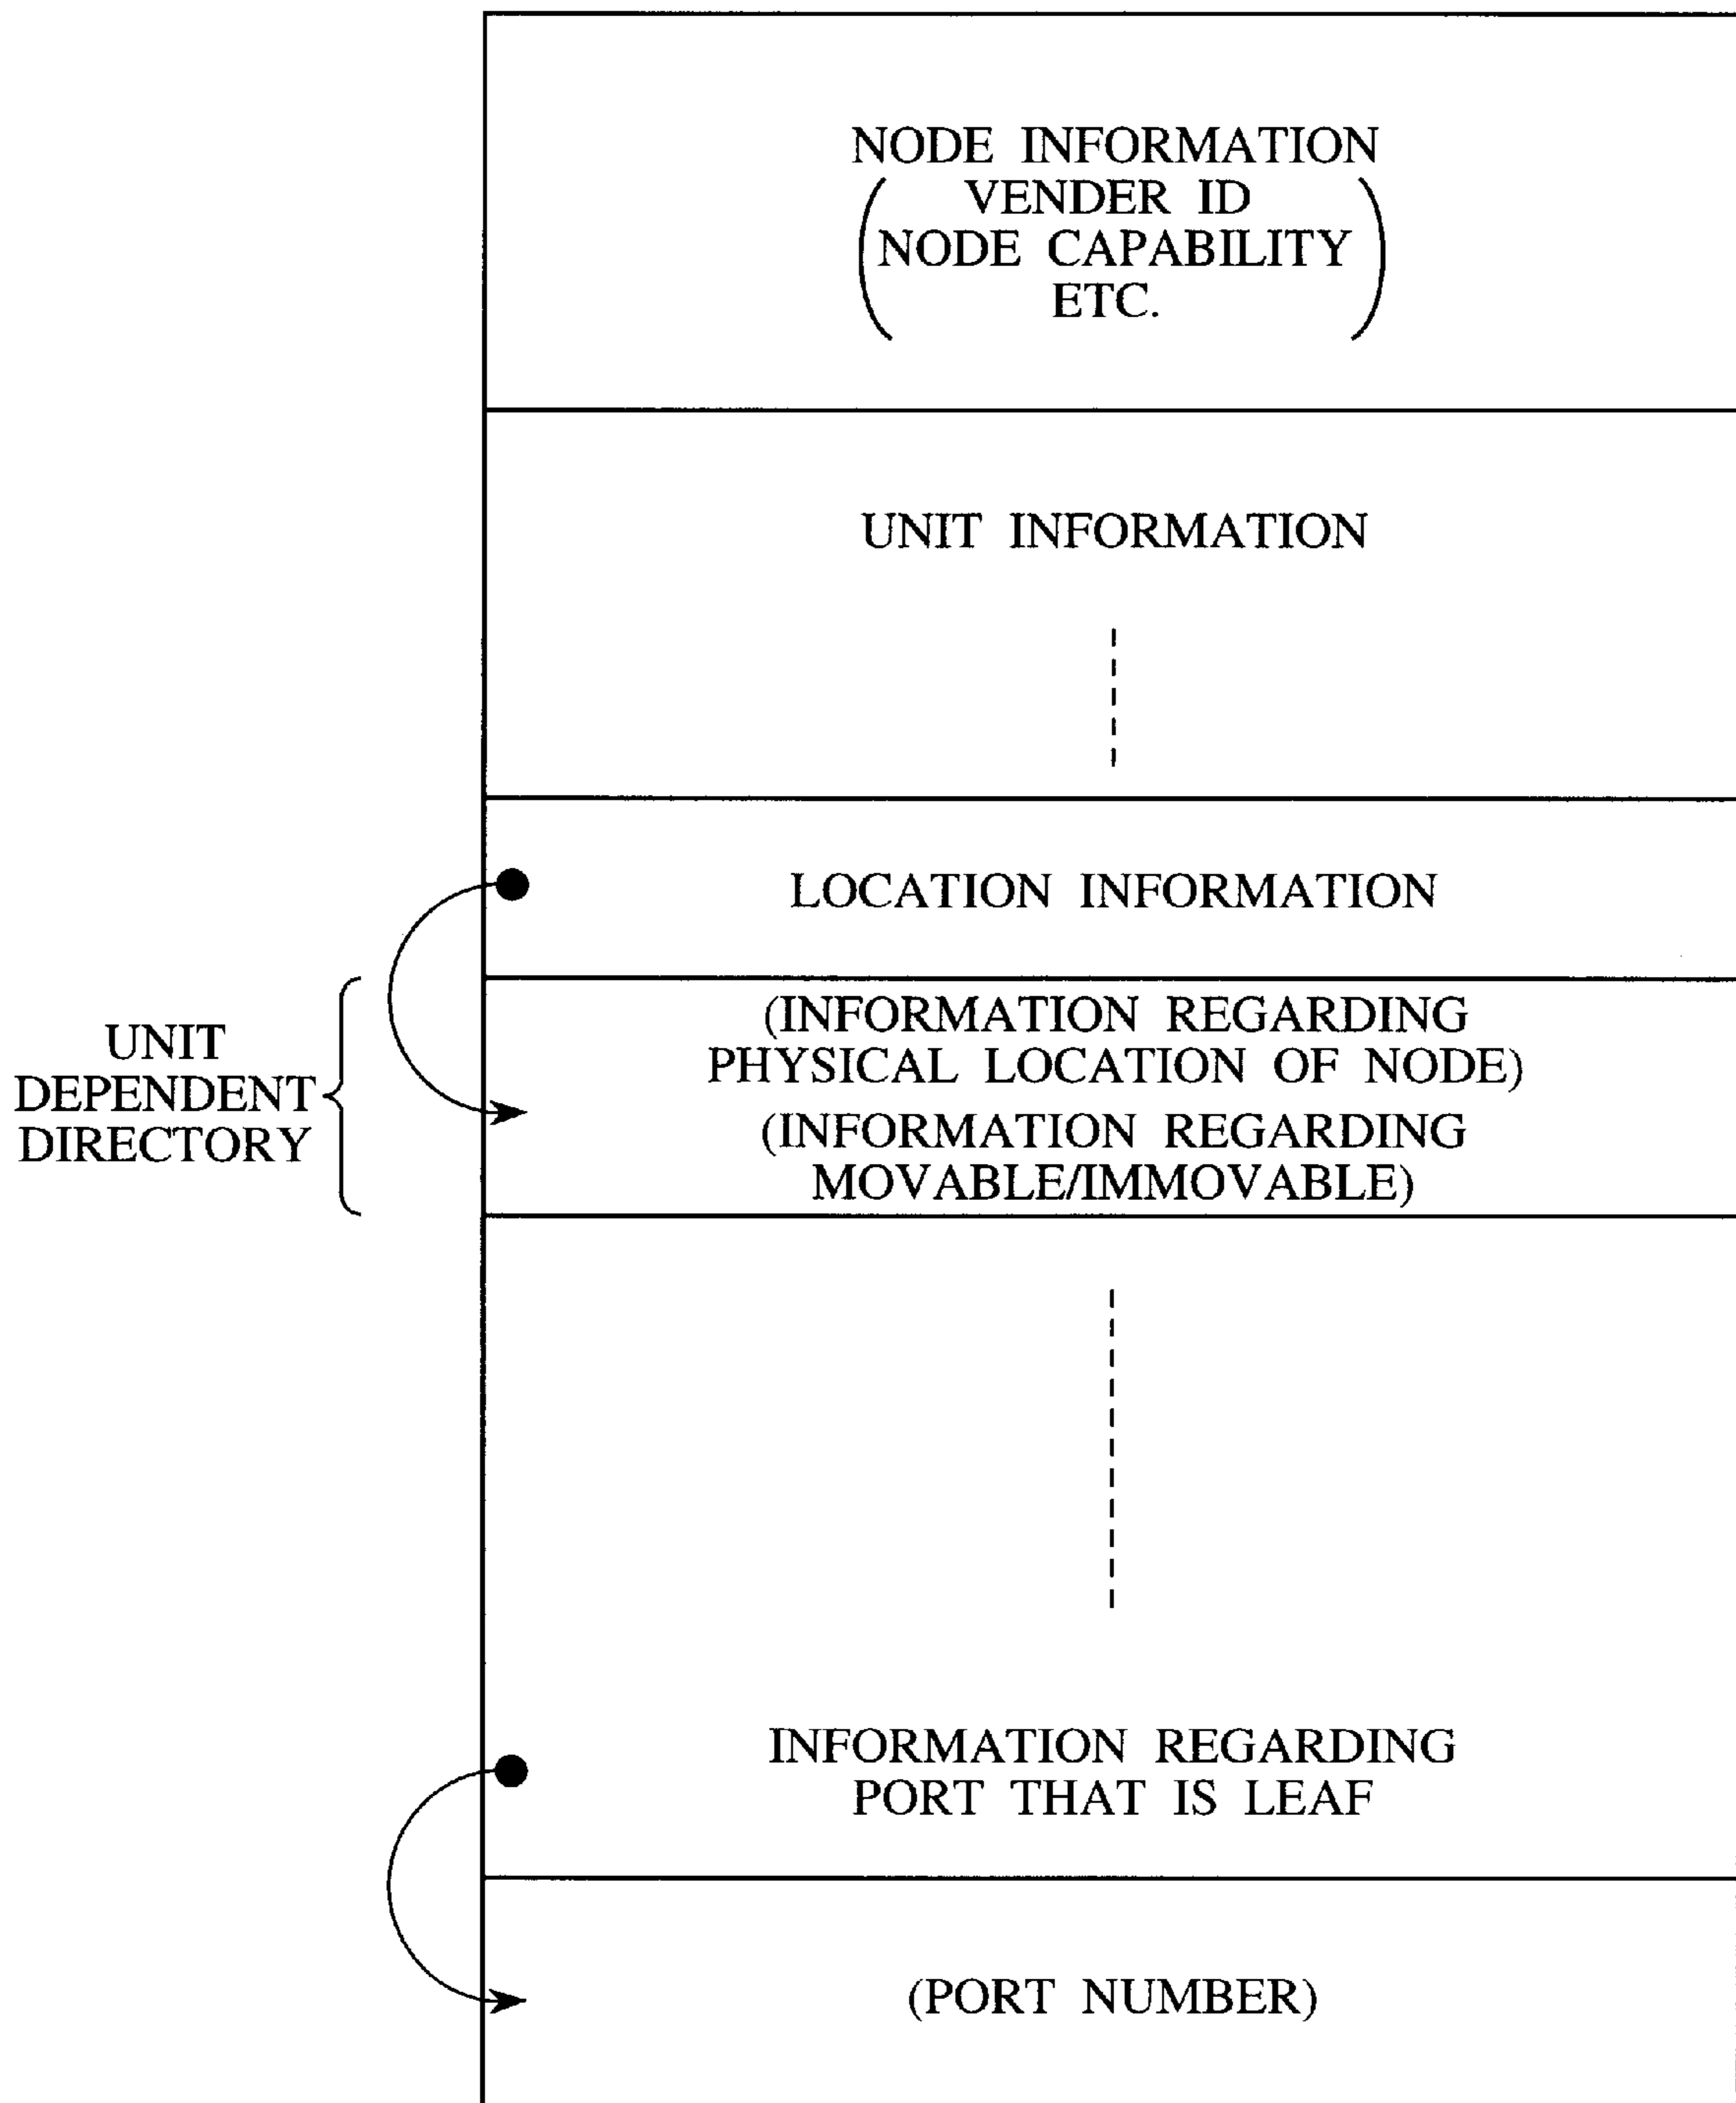 NODE INFORMATION
VENDER ID
NODE CAPABILITY
ETC.
UNIT INFORMATION
LOCATION INFORMATION
UNIT
DEPENDENT
DIRECTORY
(INFORMATION REGARDING
PHYSICAL LOCATION OF NODE)
(INFORMATION REGARDING
MOVABLE/IMMOVABLE)
INFORMATION REGARDING
PORT THAT IS LEAF
(PORT NUMBER)